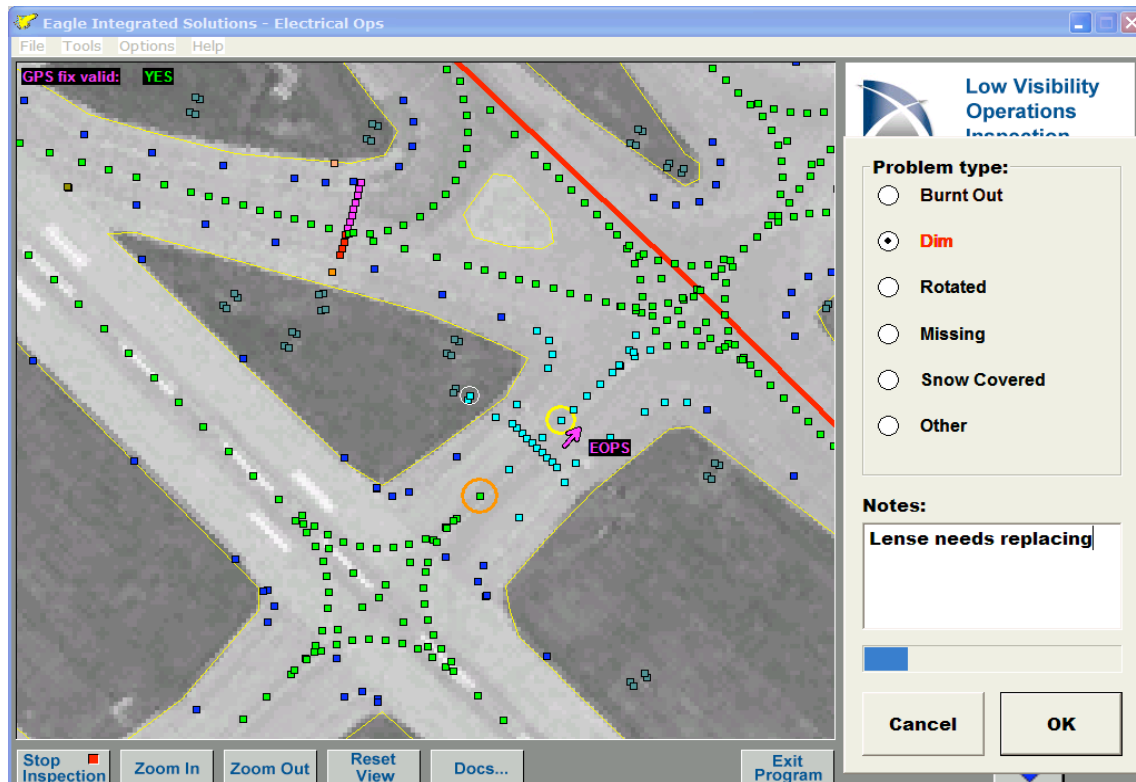 Eagle Integrated Solutions - Electrical Ops
File Tools Options Help
GPS fix valid: YES
Low Visibility
Operations
Inspection
Problem type:
Burnt Out
Dim
Rotated
Missing
Snow Covered
Other
EOPS
Notes:
Lense needs replacing
Cancel
OK
Stop
Inspection
Zoom In
Zoom Out
Reset
View
Docs...
Exit
Program